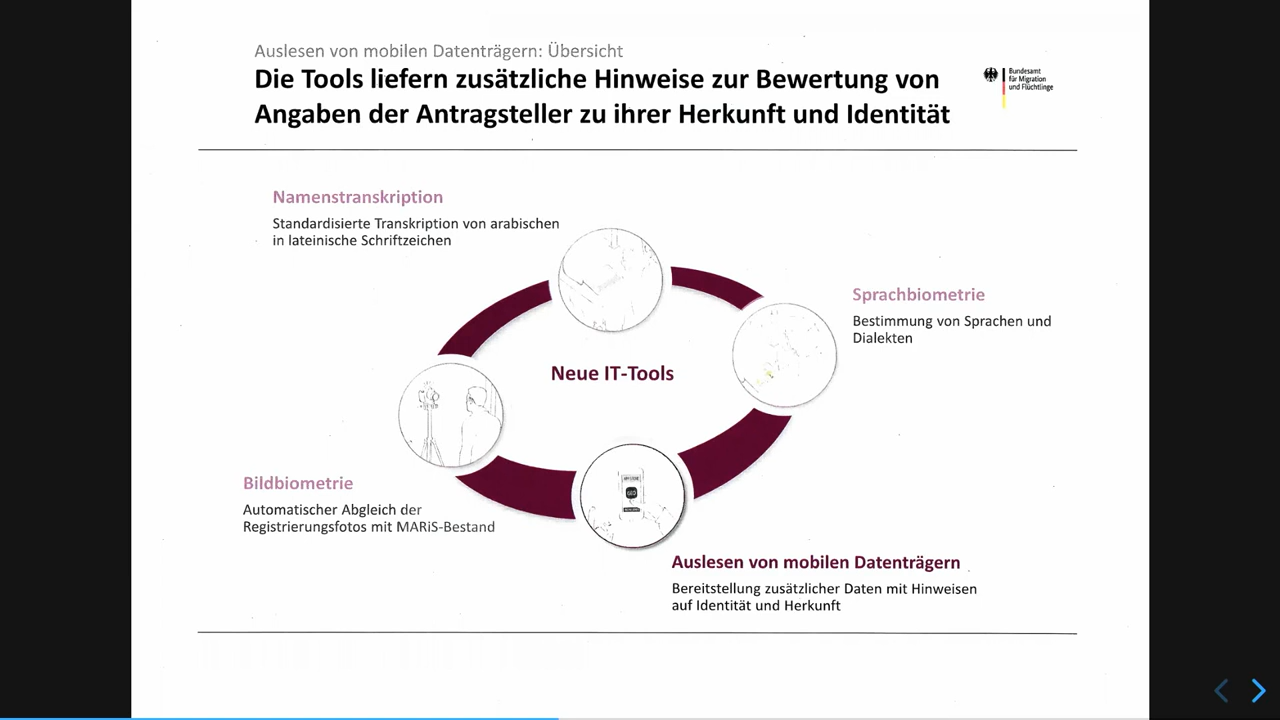 Auslesen von mobilen Datenträgern: Übersicht
Die Tools liefern zusätzliche Hinweise zur Bewertung von
Angaben der Antragsteller zu ihrer Herkunft und Identität
Bundesamt
für Migration
und Flüchtlinge
Namenstranskription
Standardisierte Transkription von arabischen
in lateinische Schriftzeichen
Sprachbiometrie
Bestimmung von Sprachen und
Dialekten
Neue IT-Tools
Bildbiometrie
Automatischer Abgleich der
Registrierungsfotos mit MARiS-Bestand
Auslesen von mobilen Datenträgern
Bereitstellung zusätzlicher Daten mit Hinweisen
auf Identität und Herkunft